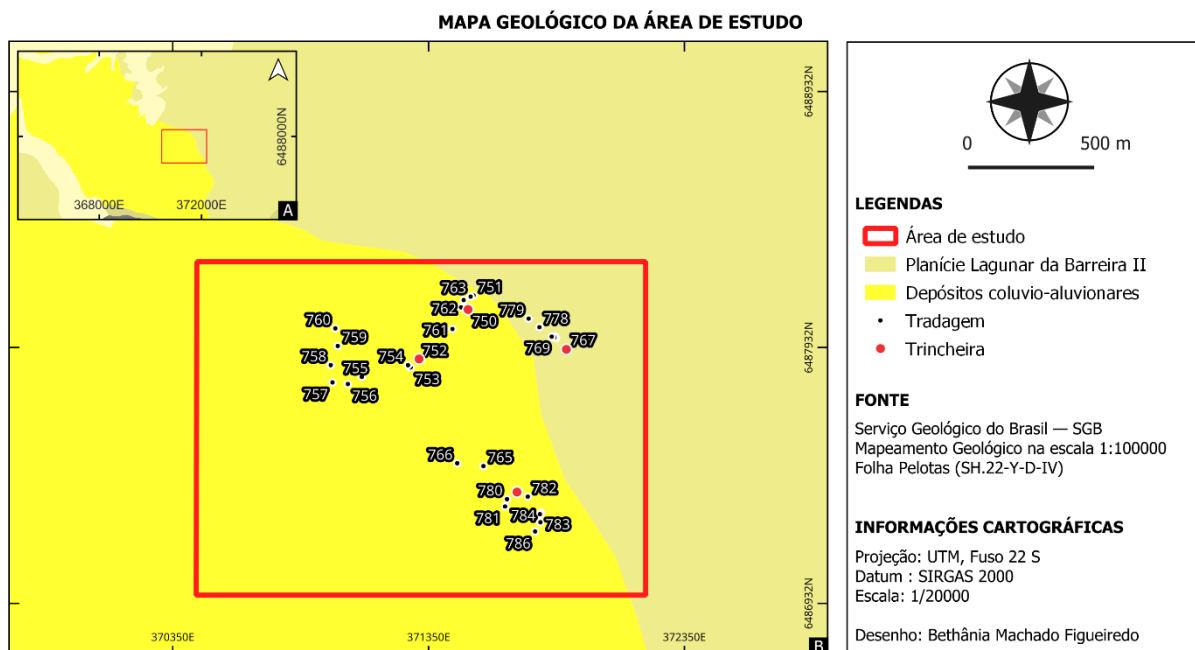 MAPA GEOLÓGICO DA ÁREA DE ESTUDO
6488000N
368000E
372000E
A
6488932N
763
751
762
750
779
778
760
761
759
769
767
6487932N
758
754
752
755
753
757
756
766
765
780
782
781
784
783
786
6486932N
370350E
371350E
372350E
B
0
500 m
LEGENDAS
Área de estudo
Planície Lagunar da Barreira II
Depósitos coluvio-aluvionares
Tradagem
Trincheira
FONTE
Serviço Geológico do Brasil — SGB
Mapeamento Geológico na escala 1:100000
Folha Pelotas (SH.22-Y-D-IV)
INFORMAÇÕES CARTOGRÁFICAS
Projeção: UTM, Fuso 22 S
Datum : SIRGAS 2000
Escala: 1/20000
Desenho: Bethânia Machado Figueiredo